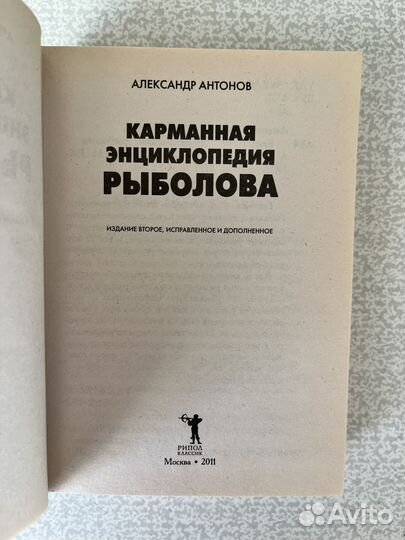 АЛЕКСАНДР АНТОНОВ
КАРМАННАЯ
ЭНЦИКЛОПЕДИЯ
РЫБОЛОВА
ИЗДАНИЕ ВТОРОЕ, ИСПРАВЛЕННОЕ И ДОПОЛНЕННОЕ
РИПОЛ
КЛАССИК
Москва • 2011
Avito